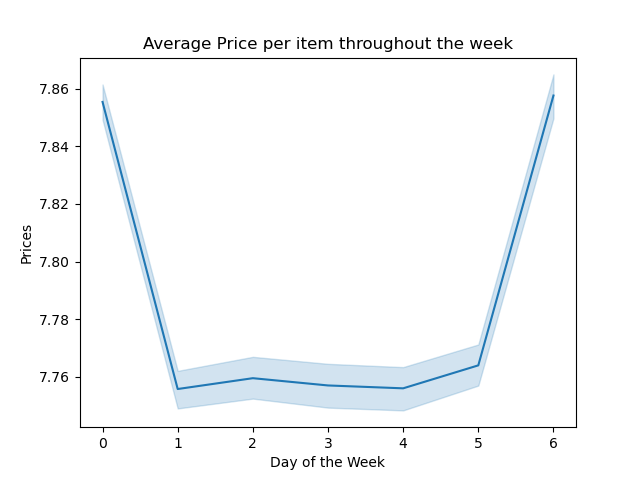 Average Price per item throughout the week
7.86
7.84
7.82
7.80
7.78
7.76
Prices
0 1 2 3 4 5 6
Day of the Week